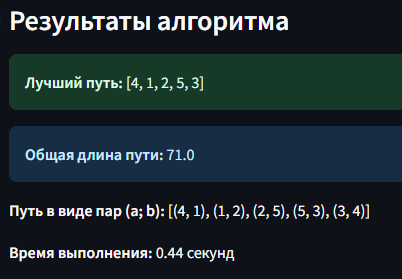 Результаты алгоритма
Лучший путь: [4, 1, 2, 5, 3]
Общая длина пути: 71.0
Путь в виде пар (a; b): [(4, 1), (1, 2), (2, 5), (5, 3), (3, 4)]
Время выполнения: 0.44 секунд